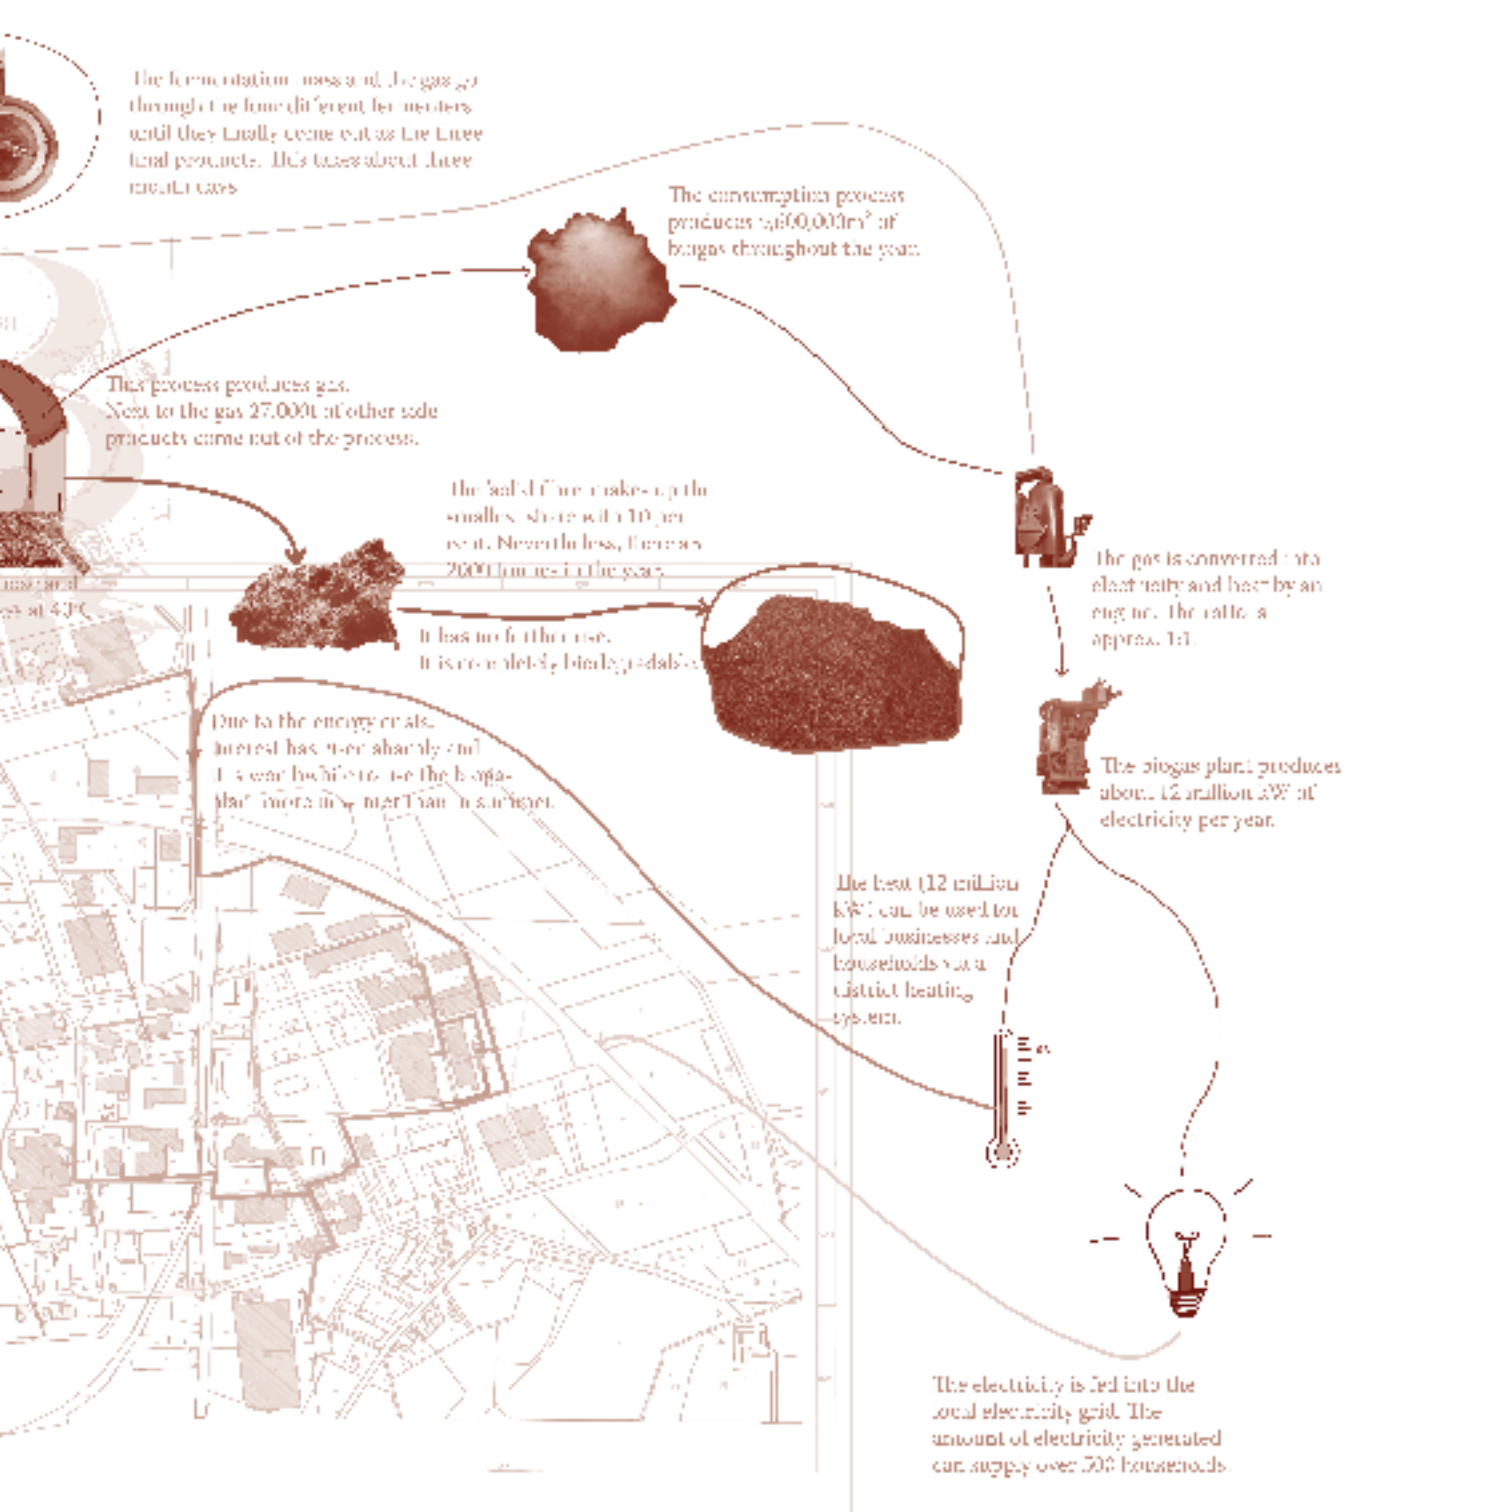 The fermentation mass and the gas go
through the four different fermenters
until they finally come out as the three
final products. This takes about three
month days
The consumption process
produces 5,600,000m³ of
biogas throughout the year.
This process produces gas.
Next to the gas 27.000t of other side
products come out of the process.
The solid fibre makes up the
smallest share with 10 per
cent. Nevertheless, there are
2000 tonnes in the year.
at 43°C
It has no further use.
It is completely biodegradable.
The gas is converted into
electricity and heat by an
engine. The ratio is
approx. 1:1.
Due to the energy crisis,
interest has risen sharply and
it is worthwhile to use the biogas
plant more in winter than in summer.
The biogas plant produces
about 12 million kW of
electricity per year.
The heat (12 million
kW) can be used for
local businesses and
households via a
district heating
system.
The electricity is fed into the
local electricity grid. The
amount of electricity generated
can supply over 500 households.